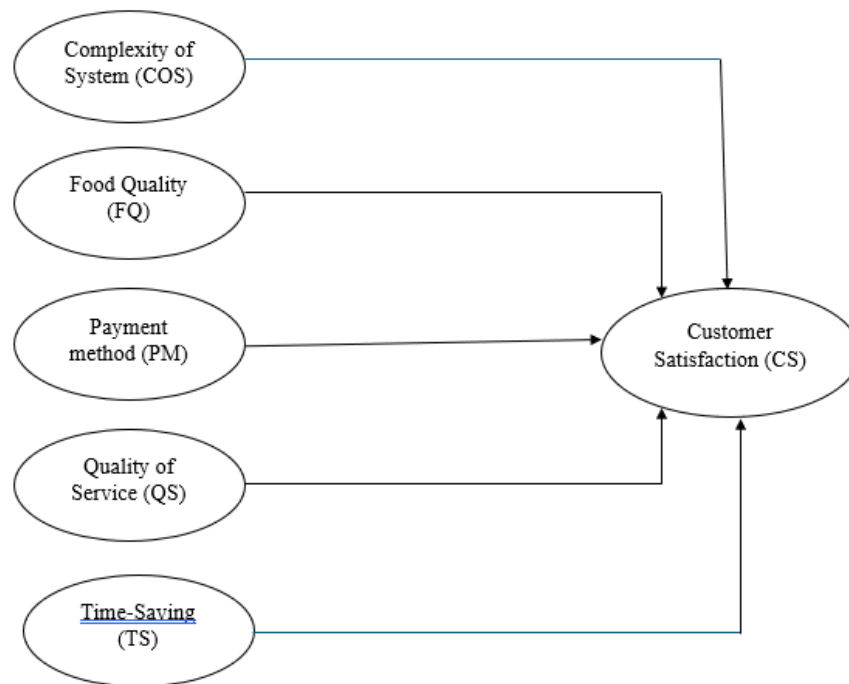 Complexity of
System (COS)
Food Quality
(FQ)
Payment
method (PM)
Customer
Satisfaction (CS)
Quality of
Service (QS)
Time-Saving
(TS)